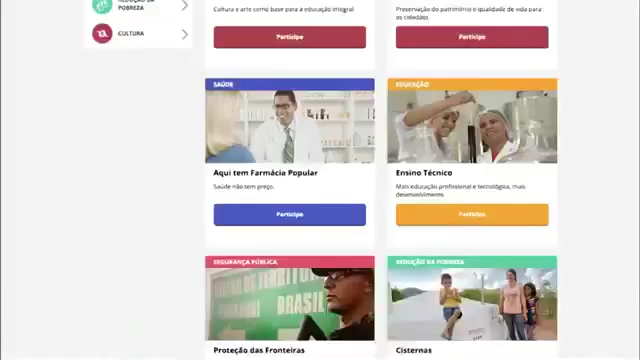 REDUÇÃO DA
POBREZA
CULTURA
Cultura e arte como base para a educação integral
Participe
Preservação do patrimônio e qualidade de vida para
os cidadãos
Participe
SAÚDE
Aqui tem Farmácia Popular
Saúde não tem preço.
Participe
EDUCAÇÃO
Ensino Técnico
Mais educação profissional e tecnológica, mais
desenvolvimento
Participe
SEGURANÇA PÚBLICA
BRASIL
Proteção das Fronteiras
REDUÇÃO DA POBREZA
Cisternas